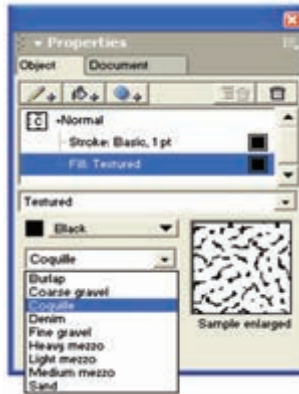 Properties
Object Document
C Normal
Stroke: Basic, 1 pt
Fill: Textured
Textured
Black
Coquille
Burlap
Coarse gravel
Coquille
Denim
Fine gravel
Heavy mezzo
Light mezzo
Medium mezzo
Sand
Sample enlarged